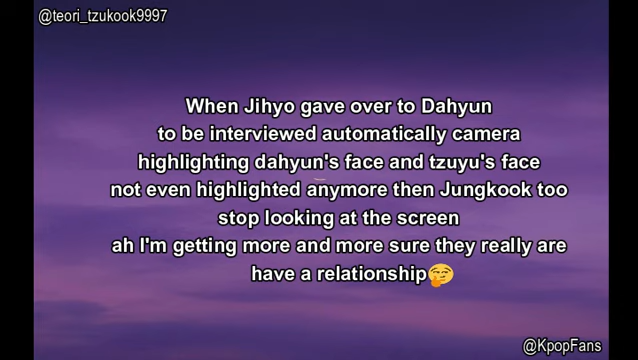 @teori_tzukook9997
When Jihyo gave over to Dahyun
to be interviewed automatically camera
highlighting dahyun's face and tzuyu's face
not even highlighted anymore then Jungkook too
stop looking at the screen
ah I'm getting more and more sure they really are
have a relationship🤔
@KpopFans